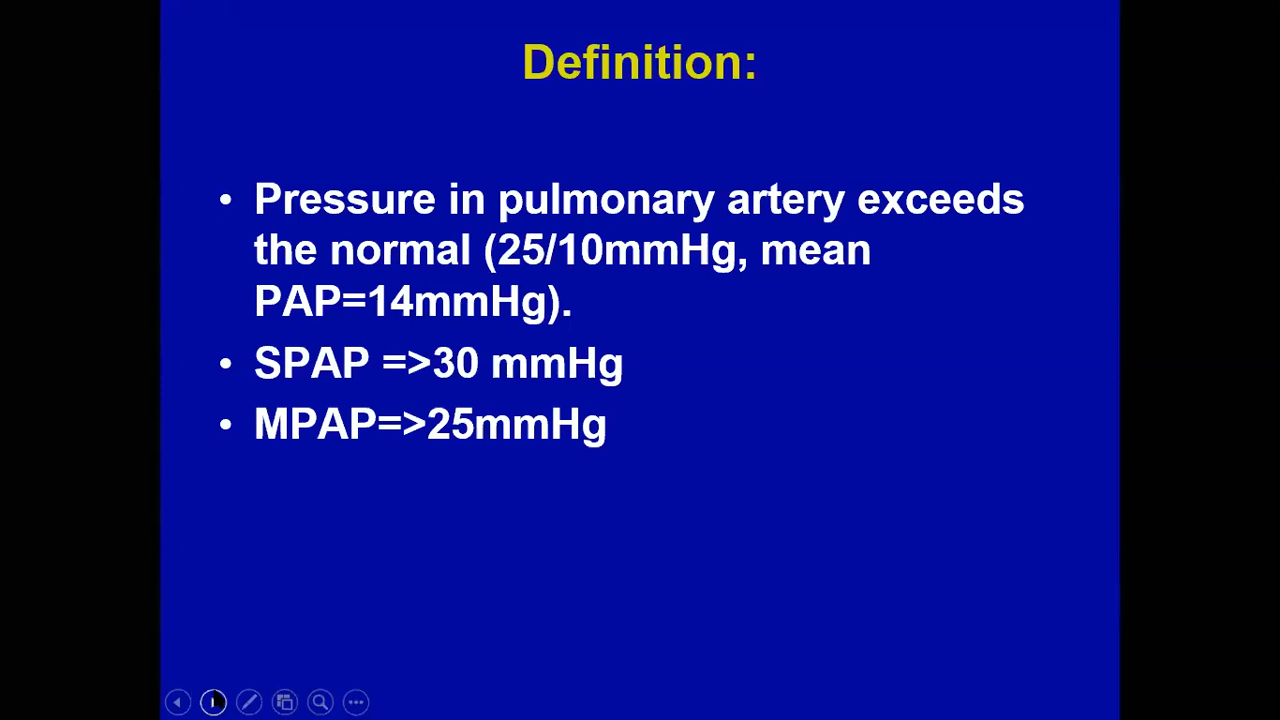 Definition:
• Pressure in pulmonary artery exceeds
the normal (25/10mmHg, mean
PAP=14mmHg).
• SPAP =>30 mmHg
• MPAP=>25mmHg